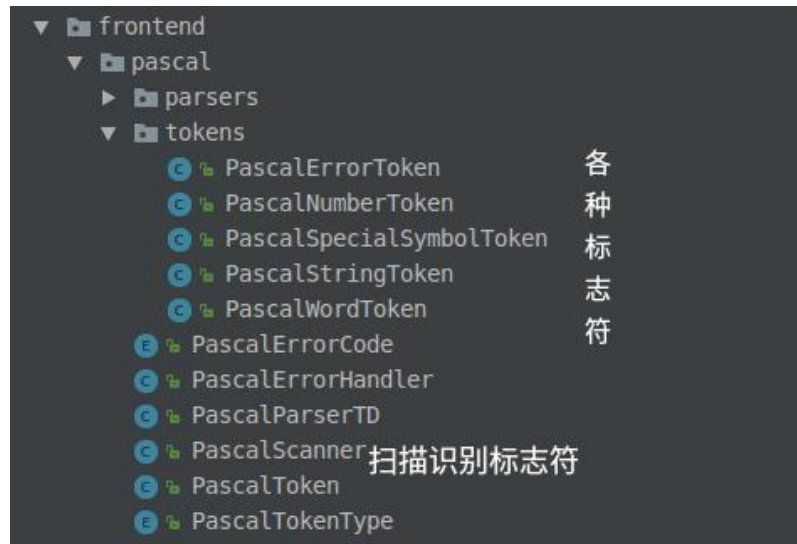 frontend
pascal
parsers
tokens
PascalErrorToken
PascalNumberToken
PascalSpecialSymbolToken
PascalStringToken
PascalWordToken
各种标志符
PascalErrorCode
PascalErrorHandler
PascalParserTD
PascalScanner 扫描识别标志符
PascalToken
PascalTokenType